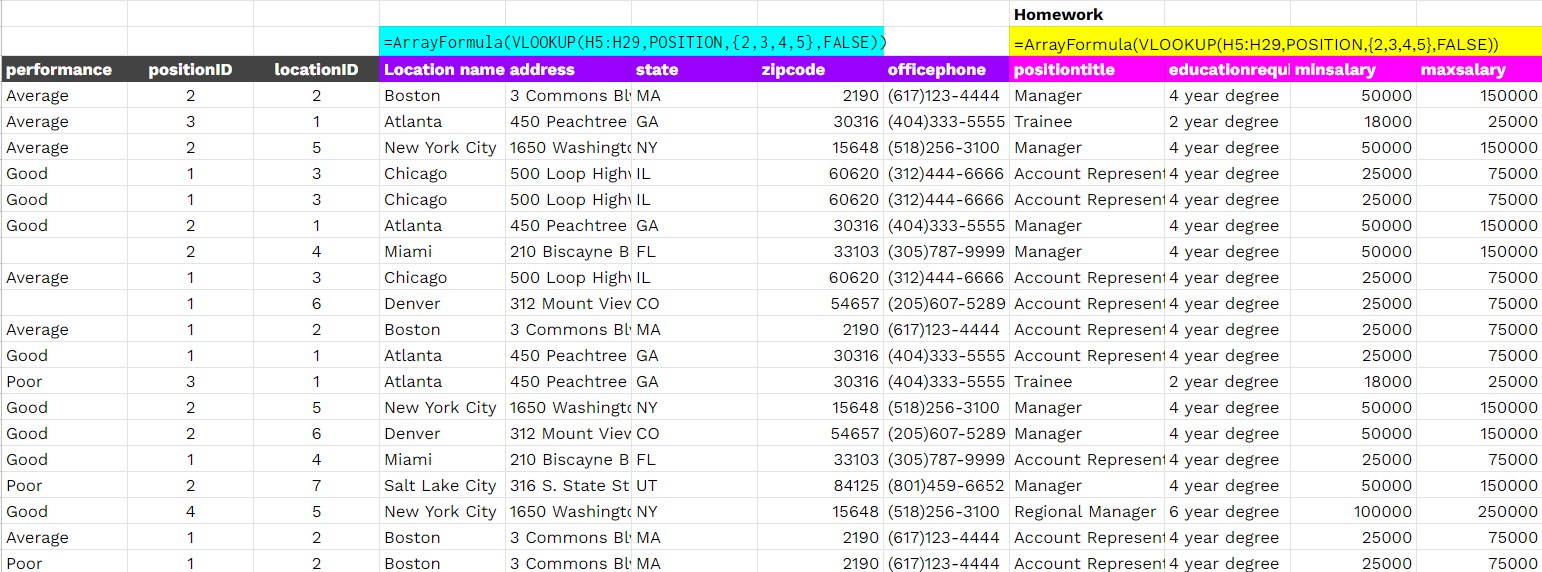 Homework
=ArrayFormula(VLOOKUP(H5:H29,POSITION,{2,3,4,5},FALSE)) =ArrayFormula(VLOOKUP(H5:H29,POSITION,{2,3,4,5},FALSE))
performance positionID locationID Location name address state zipcode officephone positiontitle educationrequi minsalary maxsalary
Average 2 2 Boston 3 Commons Blv MA 2190 (617)123-4444 Manager 4 year degree 50000 150000
Average 3 1 Atlanta 450 Peachtree GA 30316 (404)333-5555 Trainee 2 year degree 18000 25000
Average 2 5 New York City 1650 Washingto NY 15648 (518)256-3100 Manager 4 year degree 50000 150000
Good 1 3 Chicago 500 Loop Highw IL 60620 (312)444-6666 Account Represent 4 year degree 25000 75000
Good 1 3 Chicago 500 Loop Highw IL 60620 (312)444-6666 Account Represent 4 year degree 25000 75000
Good 2 1 Atlanta 450 Peachtree GA 30316 (404)333-5555 Manager 4 year degree 50000 150000
2 4 Miami 210 Biscayne B FL 33103 (305)787-9999 Manager 4 year degree 50000 150000
Average 1 3 Chicago 500 Loop Highw IL 60620 (312)444-6666 Account Represent 4 year degree 25000 75000
1 6 Denver 312 Mount View CO 54657 (205)607-5289 Account Represent 4 year degree 25000 75000
Average 1 2 Boston 3 Commons Blv MA 2190 (617)123-4444 Account Represent 4 year degree 25000 75000
Good 1 1 Atlanta 450 Peachtree GA 30316 (404)333-5555 Account Represent 4 year degree 25000 75000
Poor 3 1 Atlanta 450 Peachtree GA 30316 (404)333-5555 Trainee 2 year degree 18000 25000
Good 2 5 New York City 1650 Washingto NY 15648 (518)256-3100 Manager 4 year degree 50000 150000
Good 2 6 Denver 312 Mount View CO 54657 (205)607-5289 Manager 4 year degree 50000 150000
Good 1 4 Miami 210 Biscayne B FL 33103 (305)787-9999 Account Represent 4 year degree 25000 75000
Poor 2 7 Salt Lake City 316 S. State St UT 84125 (801)459-6652 Manager 4 year degree 50000 150000
Good 4 5 New York City 1650 Washingto NY 15648 (518)256-3100 Regional Manager 6 year degree 100000 250000
Average 1 2 Boston 3 Commons Blv MA 2190 (617)123-4444 Account Represent 4 year degree 25000 75000
Poor 1 2 Boston 3 Commons Blv MA 2190 (617)123-4444 Account Represent 4 year degree 25000 75000